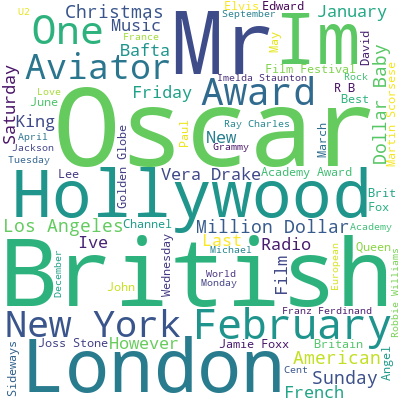 U2
Elvis
Edward
Christmas
September
January
One
Music
Mr
Im
May
France
Bafta
David
Saturday
Aviator
Film Festival
Rock
Imelda Staunton
Dollar Baby
Martin Scorsese
Love
Friday
Award
R B
June
Oscar
Best
King
Paul
Ray Charles
New
March
April
Golden Globe
Grammy
Jackson
Tuesday
Lee
Vera Drake
Academy Award
Hollywood
Brit
Fox
Los Angeles
Channel
Million Dollar
Academy
Ive
Last
Radio
Queen
Wednesday
Michael
British
December
Film
European
Robbie Williams
John
World
Monday
New York
February
Franz Ferdinand
Joss Stone
However
Jamie Foxx
Britain
Angel
Sideways
London
American
Cent
Sunday
French